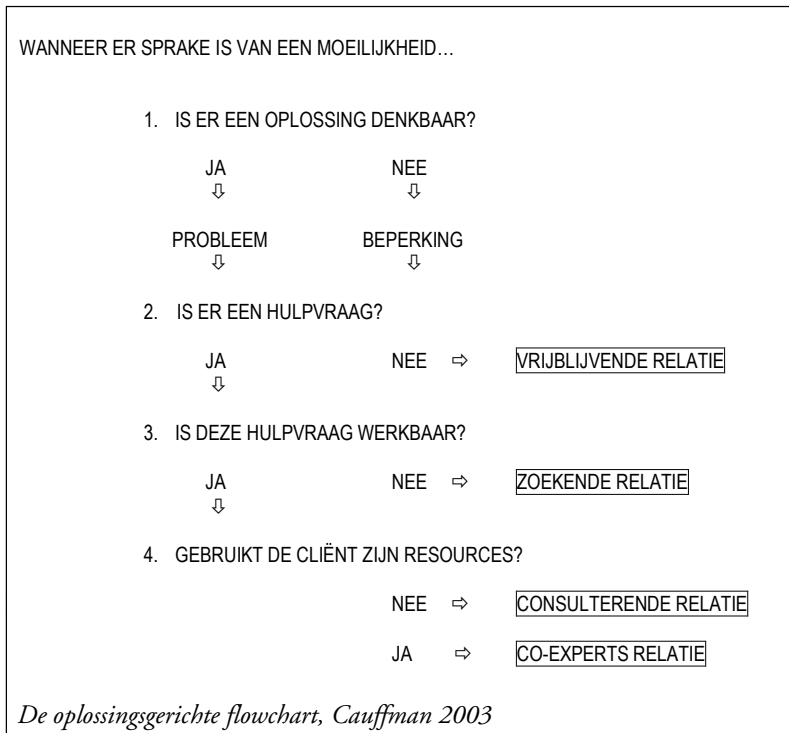 WANNEER ER SPRAKE IS VAN EEN MOEILIJKHEID…
1. IS ER EEN OPLOSSING DENKBAAR?
JA NEE
⇩ ⇩
PROBLEEM BEPERKING
⇩ ⇩
2. IS ER EEN HULPVRAAG?
JA NEE ⇨ VRIJBLIJVENDE RELATIE
⇩
3. IS DEZE HULPVRAAG WERKBAAR?
JA NEE ⇨ ZOEKENDE RELATIE
⇩
4. GEBRUIKT DE CLIËNT ZIJN RESOURCES?
NEE ⇨ CONSULTERENDE RELATIE
JA ⇨ CO-EXPERTS RELATIE
De oplossingsgerichte flowchart, Cauffman 2003